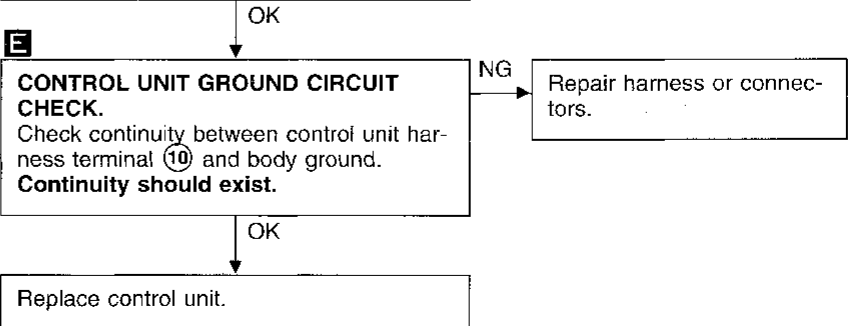 OK
E
CONTROL UNIT GROUND CIRCUIT
CHECK.
Check continuity between control unit har-
ness terminal ⑩ and body ground.
Continuity should exist.
NG
Repair harness or connec-
tors.
OK
Replace control unit.